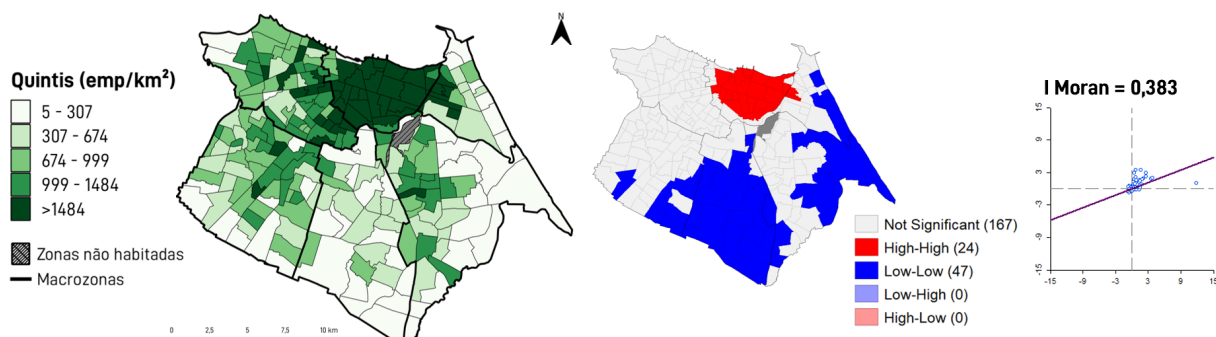 Quintis (emp/km²)
5 - 307
307 - 674
674 - 999
999 - 1484
>1484
Zonas não habitadas
Macrozonas
0 2,5 5 7,5 10 km
N
Not Significant (167)
High-High (24)
Low-Low (47)
Low-High (0)
High-Low (0)
I Moran = 0,383
15
9
3
-3
-9
-15
-15 -9 -3 3 9 15